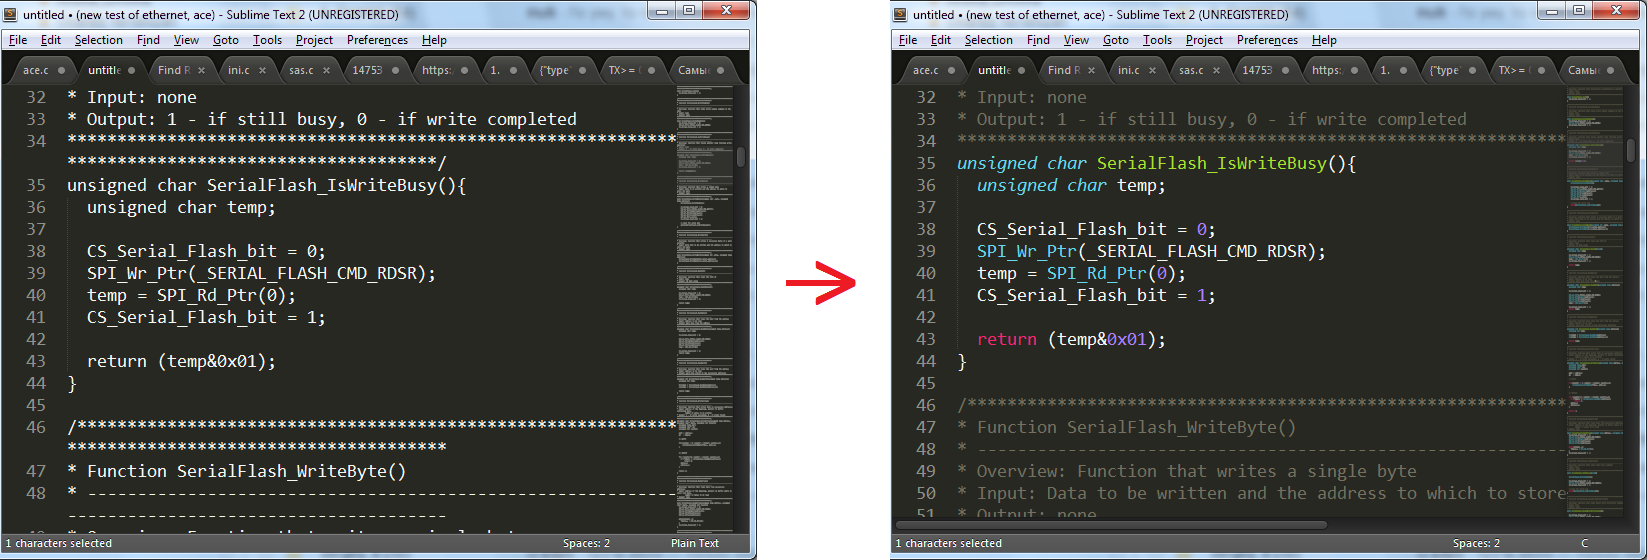 untitled • (new test of ethernet, ace) - Sublime Text 2 (UNREGISTERED)
File Edit Selection Find View Goto Tools Project Preferences Help
ace.c untitle Find R ini.c sas.c 14753 https: 1. {"type" TX>= Самы
32 * Input: none
33 * Output: 1 - if still busy, 0 - if write completed
34 *************************************************************
*************************************/
35 unsigned char SerialFlash_IsWriteBusy(){
36 unsigned char temp;
37
38 CS_Serial_Flash_bit = 0;
39 SPI_Wr_Ptr(_SERIAL_FLASH_CMD_RDSR);
40 temp = SPI_Rd_Ptr(0);
41 CS_Serial_Flash_bit = 1;
42
43 return (temp&0x01);
44 }
45
46 /************************************************************
**************************************
47 * Function SerialFlash_WriteByte()
48 * -----------------------------------------------------------
--------------------------------------
1 characters selected Spaces: 2 Plain Text
untitled • (new test of ethernet, ace) - Sublime Text 2 (UNREGISTERED)
File Edit Selection Find View Goto Tools Project Preferences Help
ace.c untitle Find R ini.c sas.c 14753 https: 1. {"type" TX>= Самы
32 * Input: none
33 * Output: 1 - if still busy, 0 - if write completed
34 *************************************************************
35 unsigned char SerialFlash_IsWriteBusy(){
36 unsigned char temp;
37
38 CS_Serial_Flash_bit = 0;
39 SPI_Wr_Ptr(_SERIAL_FLASH_CMD_RDSR);
40 temp = SPI_Rd_Ptr(0);
41 CS_Serial_Flash_bit = 1;
42
43 return (temp&0x01);
44 }
45
46 /************************************************************
47 * Function SerialFlash_WriteByte()
48 * -----------------------------------------------------------
49 * Overview: Function that writes a single byte
50 * Input: Data to be written and the address to which to store
51 * Output: none
1 characters selected Spaces: 2 C